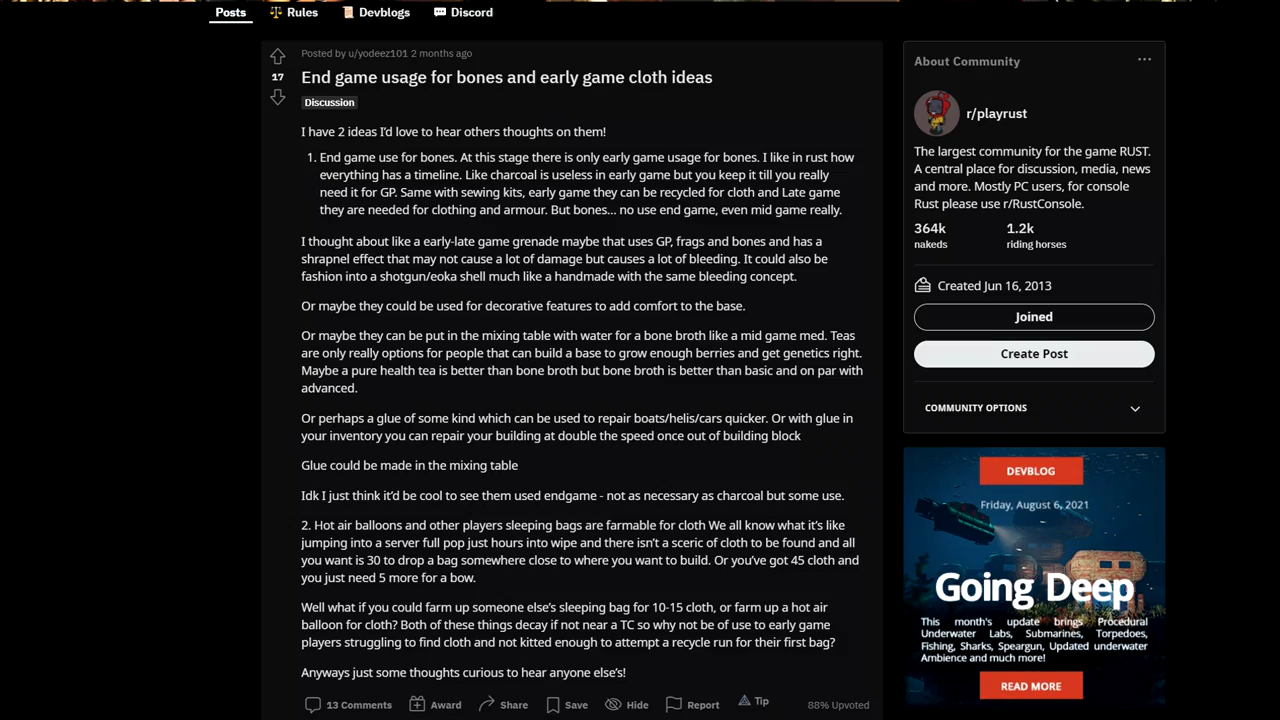 Posts
Rules
Devblogs
Discord
Posted by u/yodeez101 2 months ago
17
End game usage for bones and early game cloth ideas
Discussion
I have 2 ideas I'd love to hear others thoughts on them!
1. End game use for bones. At this stage there is only early game usage for bones. I like in rust how
everything has a timeline. Like charcoal is useless in early game but you keep it till you really
need it for GP. Same with sewing kits, early game they can be recycled for cloth and Late game
they are needed for clothing and armour. But bones... no use end game, even mid game really.
I thought about like a early-late game grenade maybe that uses GP, frags and bones and has a
shrapnel effect that may not cause a lot of damage but causes a lot of bleeding. It could also be
fashion into a shotgun/eoka shell much like a handmade with the same bleeding concept.
Or maybe they could be used for decorative features to add comfort to the base.
Or maybe they can be put in the mixing table with water for a bone broth like a mid game med. Teas
are only really options for people that can build a base to grow enough berries and get genetics right.
Maybe a pure health tea is better than bone broth but bone broth is better than basic and on par with
advanced.
Or perhaps a glue of some kind which can be used to repair boats/helis/cars quicker. Or with glue in
your inventory you can repair your building at double the speed once out of building block
Glue could be made in the mixing table
Idk I just think it'd be cool to see them used endgame - not as necessary as charcoal but some use.
2. Hot air balloons and other players sleeping bags are farmable for cloth We all know what it's like
jumping into a server full pop just hours into wipe and there isn't a sceric of cloth to be found and all
you want is 30 to drop a bag somewhere close to where you want to build. Or you've got 45 cloth and
you just need 5 more for a bow.
Well what if you could farm up someone else's sleeping bag for 10-15 cloth, or farm up a hot air
balloon for cloth? Both of these things decay if not near a TC so why not be of use to early game
players struggling to find cloth and not kitted enough to attempt a recycle run for their first bag?
Anyways just some thoughts curious to hear anyone else's!
13 Comments
Award
Share
Save
Hide
Report
Tip
88% Upvoted
About Community
r/playrust
The largest community for the game RUST.
A central place for discussion, media, news
and more. Mostly PC users, for console
Rust please use r/RustConsole.
364k
nakeds
1.2k
riding horses
Created Jun 16, 2013
Joined
Create Post
COMMUNITY OPTIONS
DEVBLOG
Friday, August 6, 2021
Going Deep
This month's update brings Procedural
Underwater Labs, Submarines, Torpedoes,
Fishing, Sharks, Speargun, Updated underwater
Ambience and much more!
READ MORE